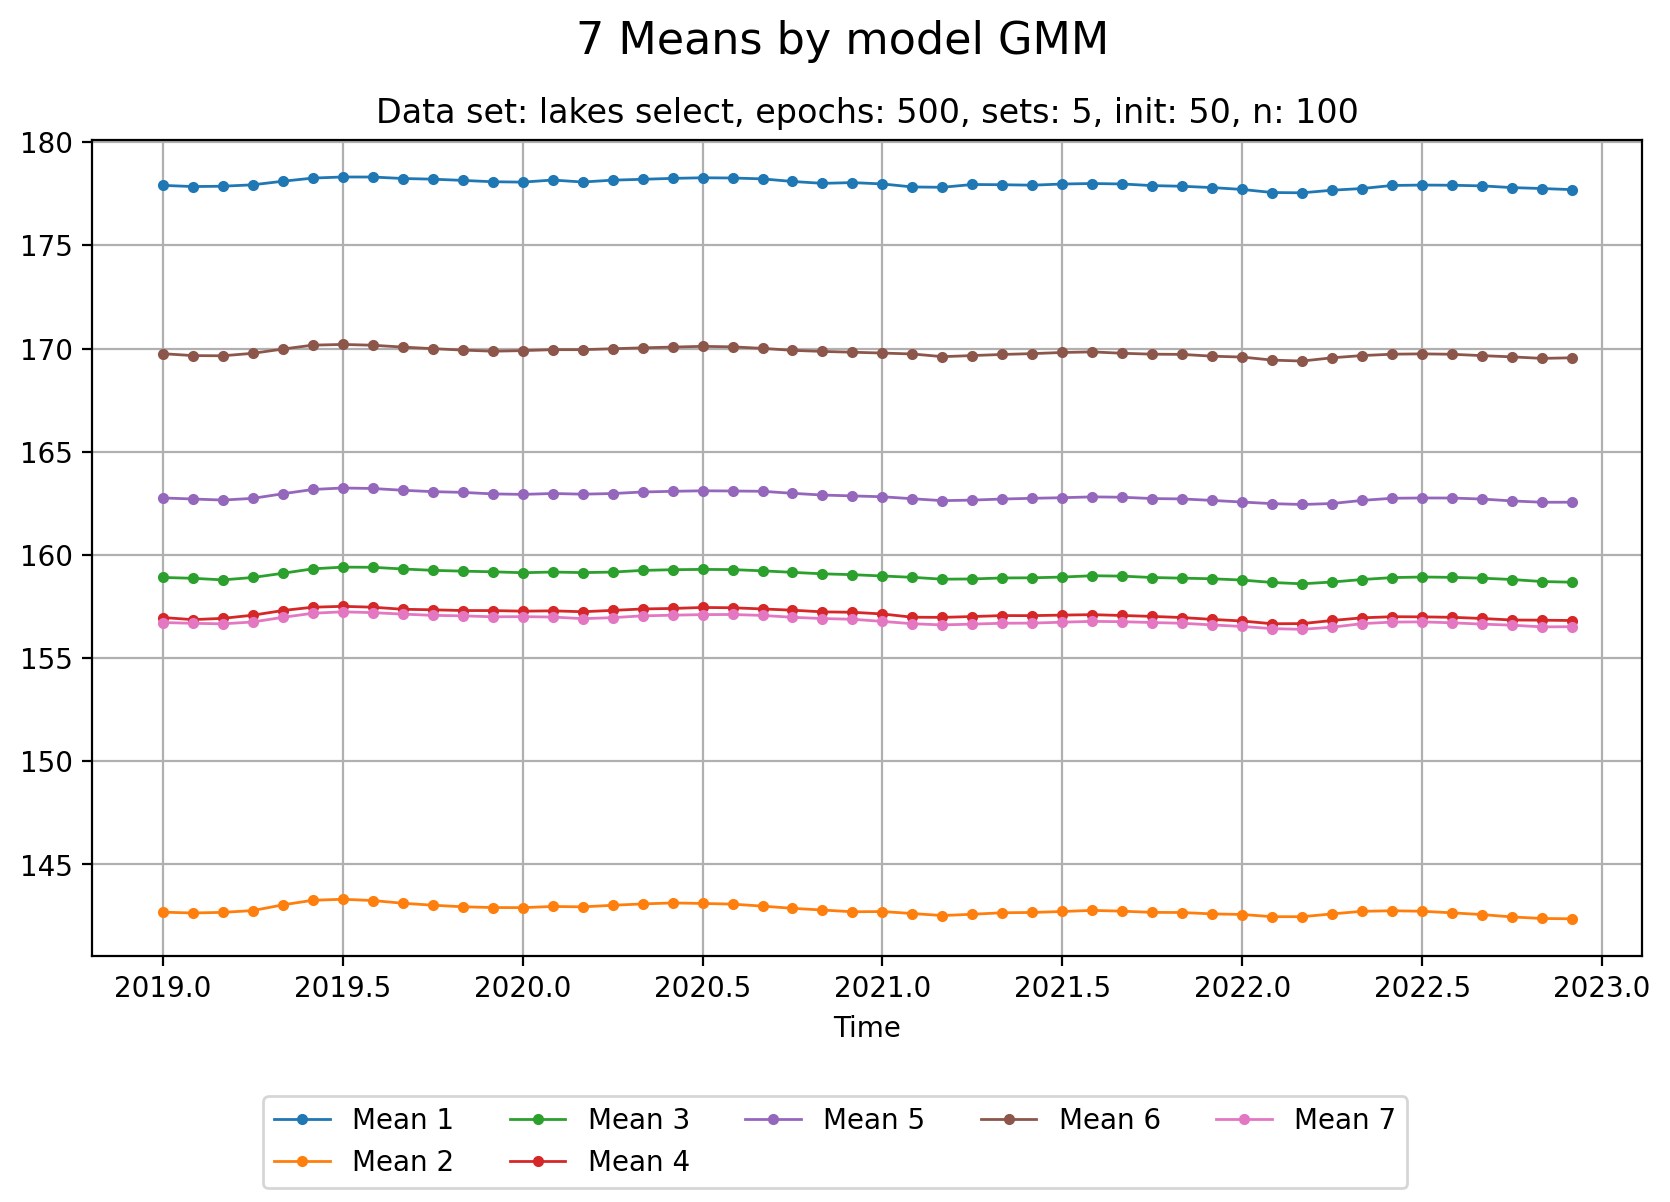 7 Means by model GMM
Data set: lakes select, epochs: 500, sets: 5, init: 50, n: 100
180
175
170
165
160
155
150
145
2019.0 2019.5 2020.0 2020.5 2021.0 2021.5 2022.0 2022.5 2023.0
Time
Mean 1 Mean 3 Mean 5 Mean 6 Mean 7
Mean 2 Mean 4